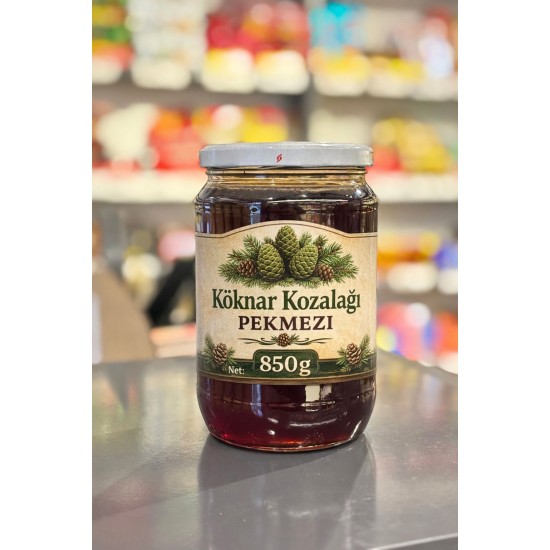 Köknar Kozalağı
PEKMEZI
Net: 850g